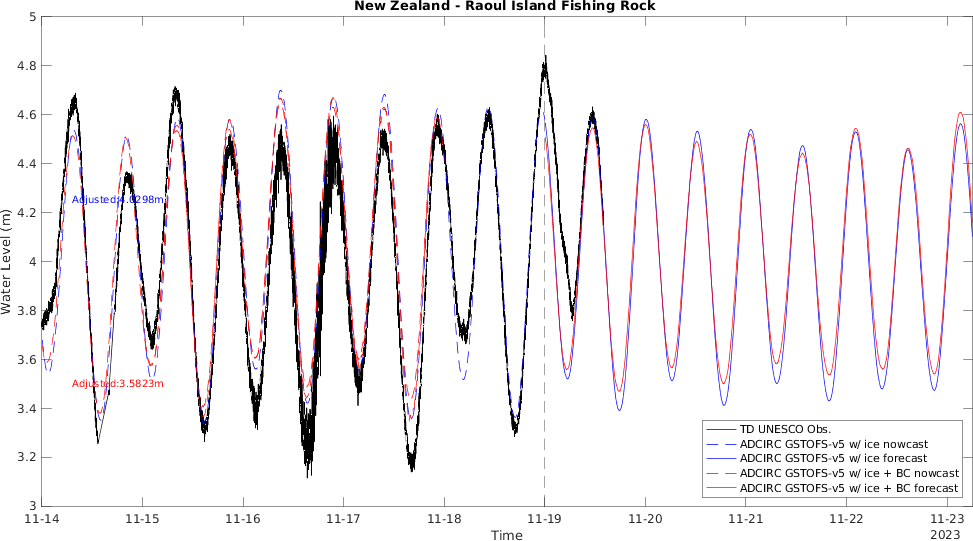 New Zealand - Raoul Island Fishing Rock
5
4.8
4.6
4.4
4.2
4
3.8
3.6
3.4
3.2
3
Water Level (m)
Adjusted:4.0298m
Adjusted:3.5823m
TD UNESCO Obs.
ADCIRC GSTOFS-v5 w/ ice nowcast
ADCIRC GSTOFS-v5 w/ ice forecast
ADCIRC GSTOFS-v5 w/ ice + BC nowcast
ADCIRC GSTOFS-v5 w/ ice + BC forecast
11-14 11-15 11-16 11-17 11-18 11-19 11-20 11-21 11-22 11-23
Time
2023